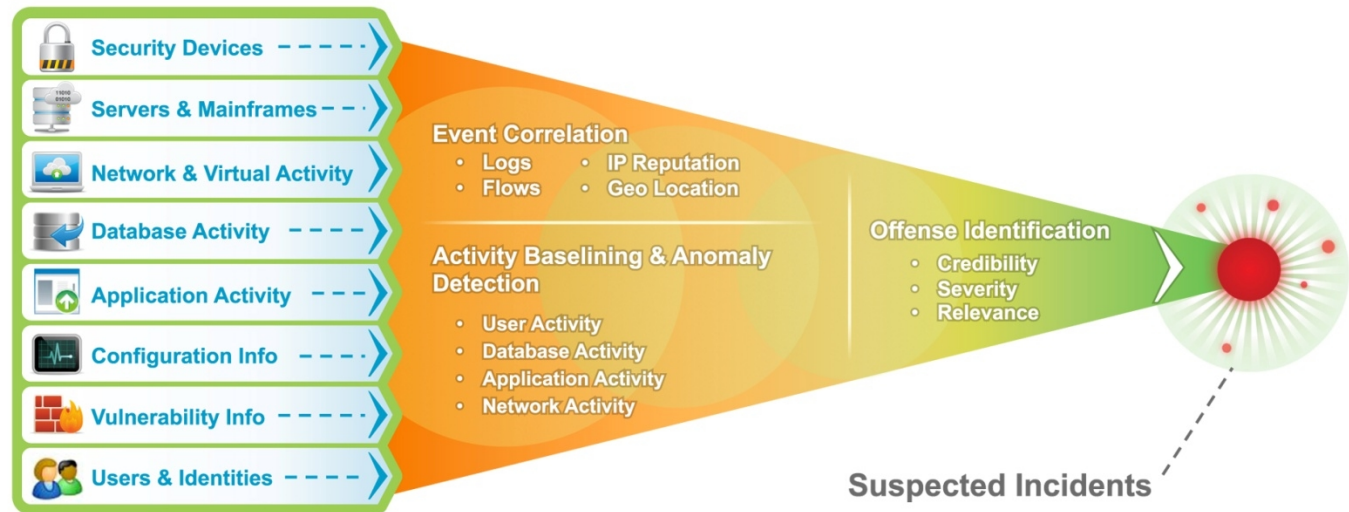 Security Devices
Servers & Mainframes
Network & Virtual Activity
Database Activity
Application Activity
Configuration Info
Vulnerability Info
Users & Identities
Event Correlation
• Logs
• Flows
• IP Reputation
• Geo Location
Activity Baselining & Anomaly
Detection
• User Activity
• Database Activity
• Application Activity
• Network Activity
Offense Identification
• Credibility
• Severity
• Relevance
Suspected Incidents
11010
01010